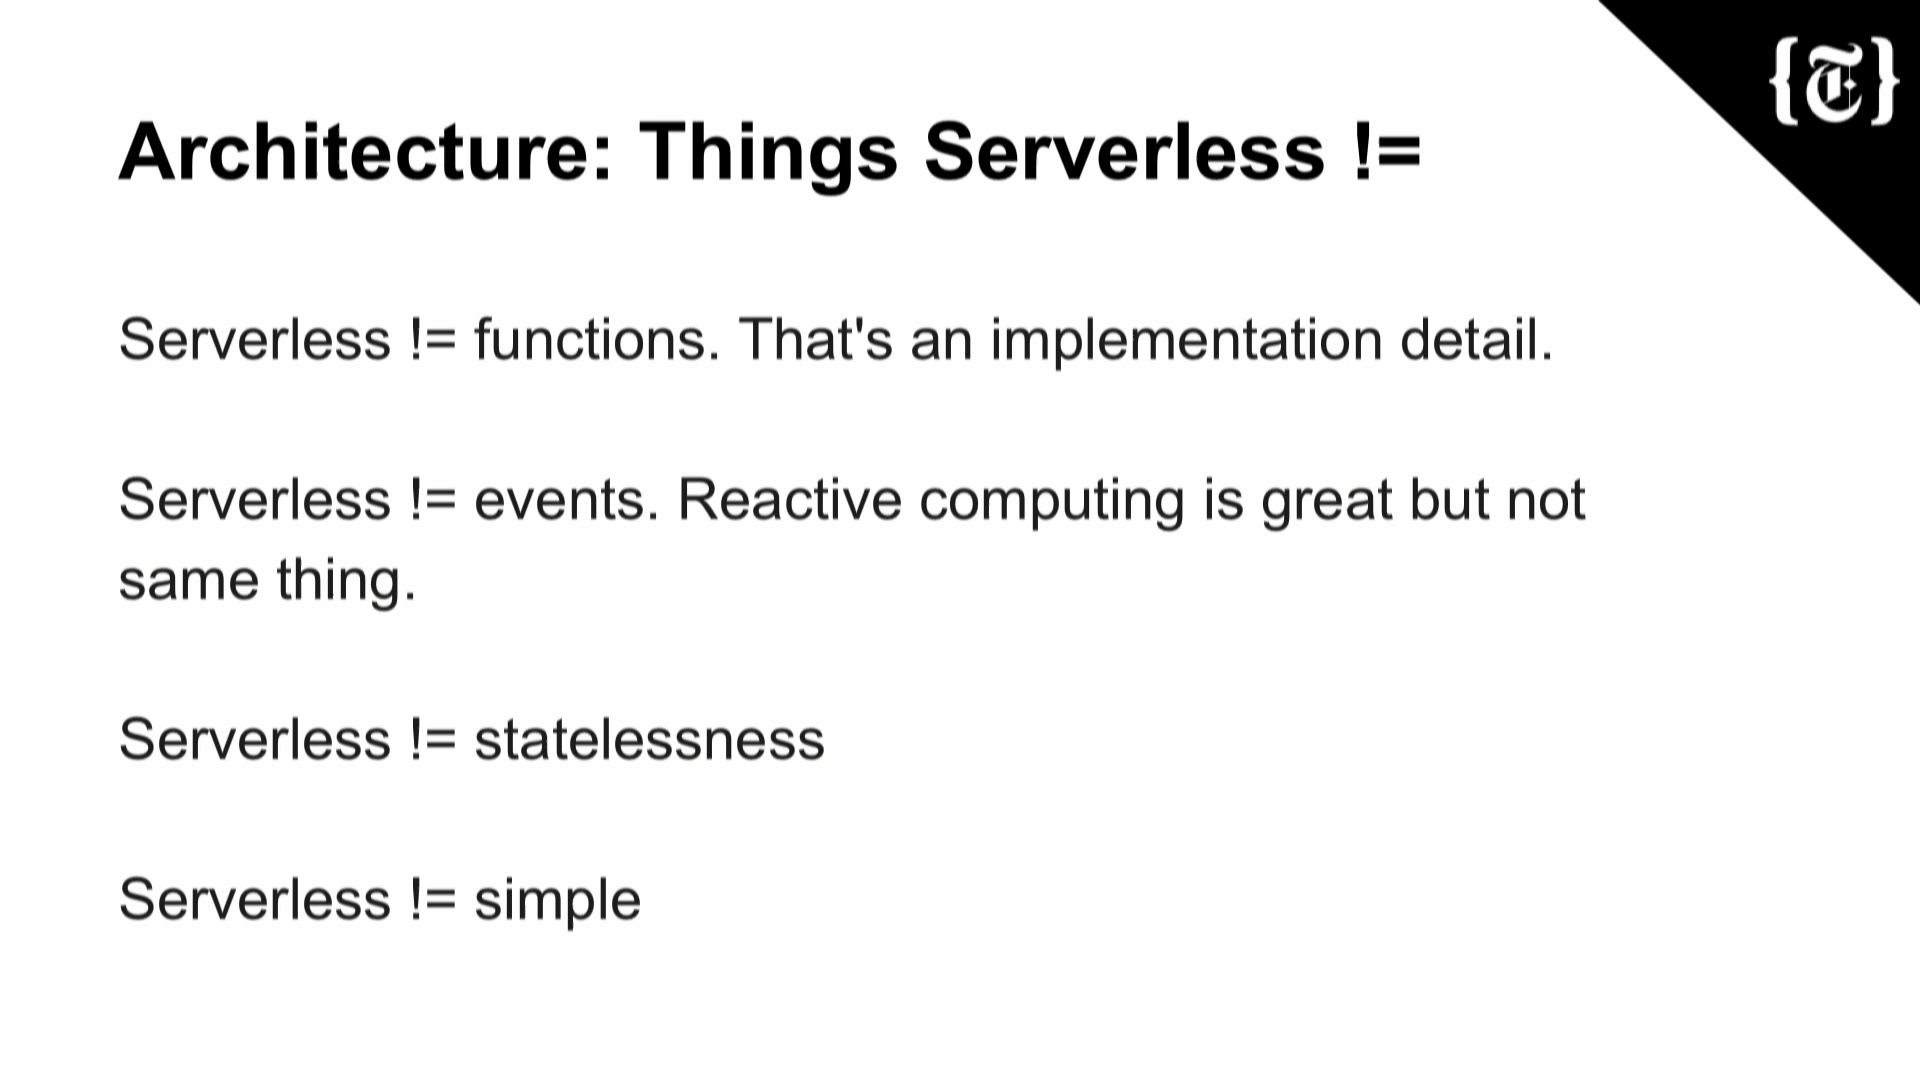 {T}
Architecture: Things Serverless !=
Serverless != functions. That's an implementation detail.
Serverless != events. Reactive computing is great but not
same thing.
Serverless != statelessness
Serverless != simple